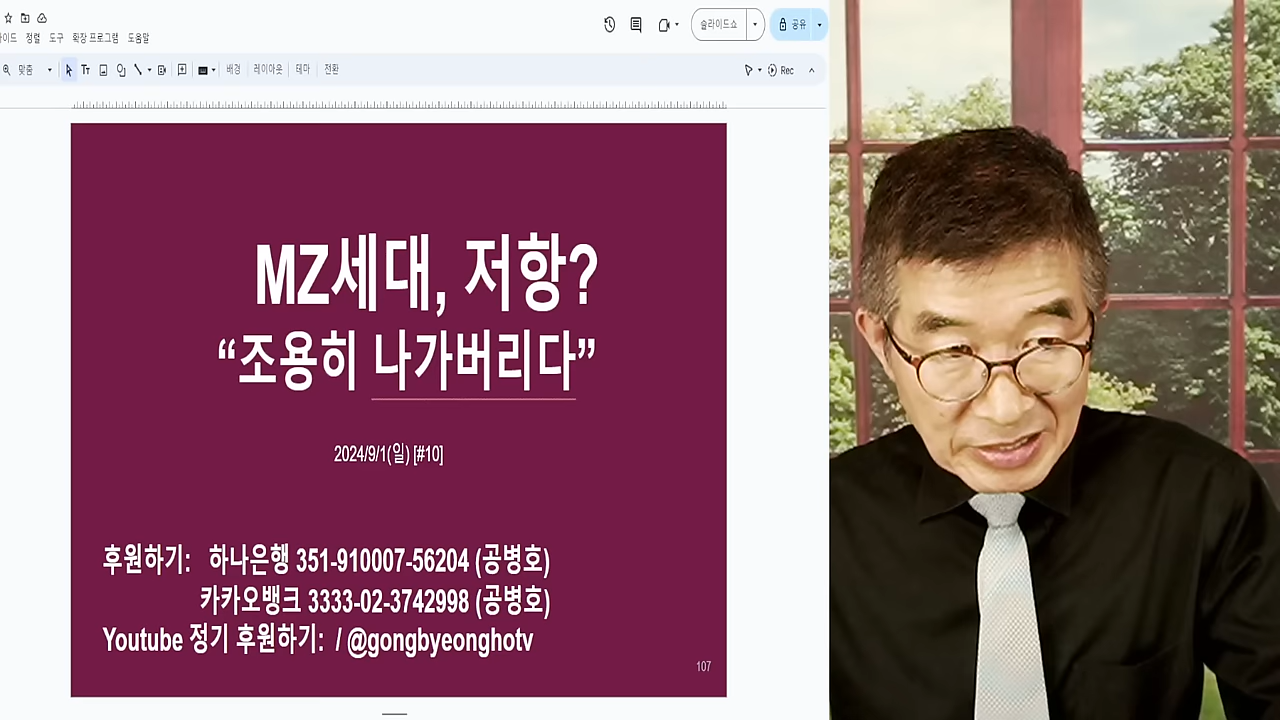 이드 정렬 도구 확장 프로그램 도움말
슬라이드쇼
공유
맞춤
배경 레이아웃 테마 전환
Rec
MZ세대, 저항?
“조용히 나가버리다”
2024/9/1(일) [#10]
후원하기: 하나은행 351-910007-56204 (공병호)
카카오뱅크 3333-02-3742998 (공병호)
Youtube 정기 후원하기: / @gongbyeonghotv
107